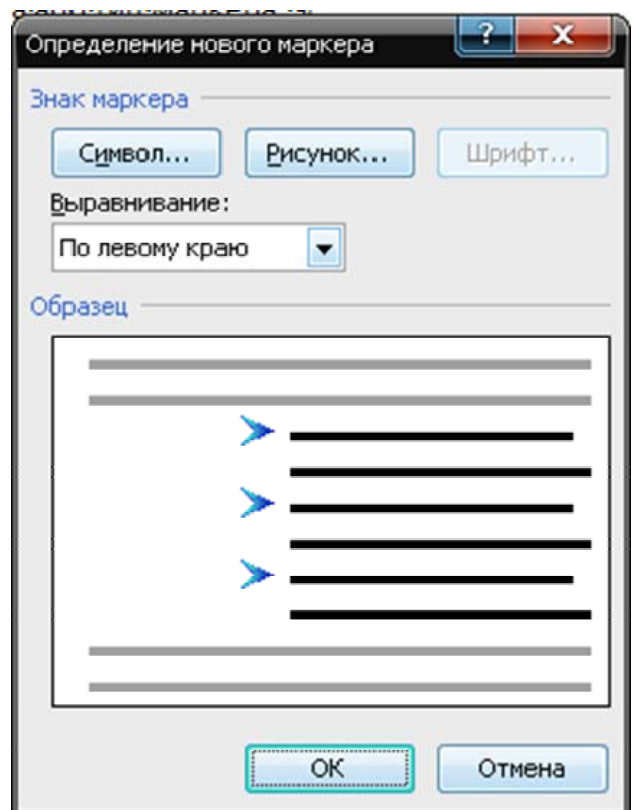 Определение нового маркера
?
X
Знак маркера
Символ...
Рисунок...
Шрифт...
Выравнивание:
По левому краю
Образец
ОК
Отмена